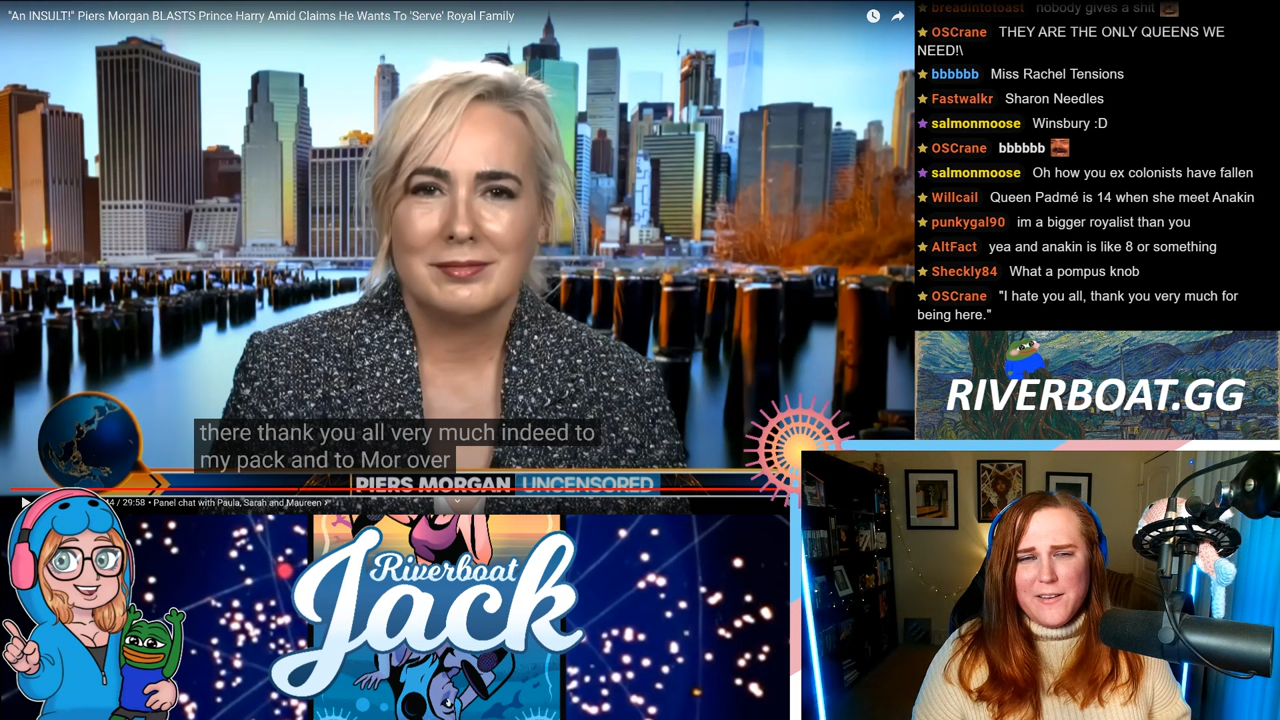 "An INSULT!" Piers Morgan BLASTS Prince Harry Amid Claims He Wants To 'Serve' Royal Family
there thank you all very much indeed to
my pack and to Mor over
PIERS MORGAN UNCENSORED
4 / 29:58 • Panel chat with Paula, Sarah and Maureen
Riverboat
Jack
breadintotoast nobody gives a shit
OSCrane THEY ARE THE ONLY QUEENS WE
NEED!\
bbbbbb Miss Rachel Tensions
Fastwalkr Sharon Needles
salmonmoose Winsbury :D
OSCrane bbbbbb
salmonmoose Oh how you ex colonists have fallen
Willcail Queen Padmé is 14 when she meet Anakin
punkygal90 im a bigger royalist than you
AltFact yea and anakin is like 8 or something
Sheckly84 What a pompus knob
OSCrane "I hate you all, thank you very much for
being here."
RIVERBOAT.GG